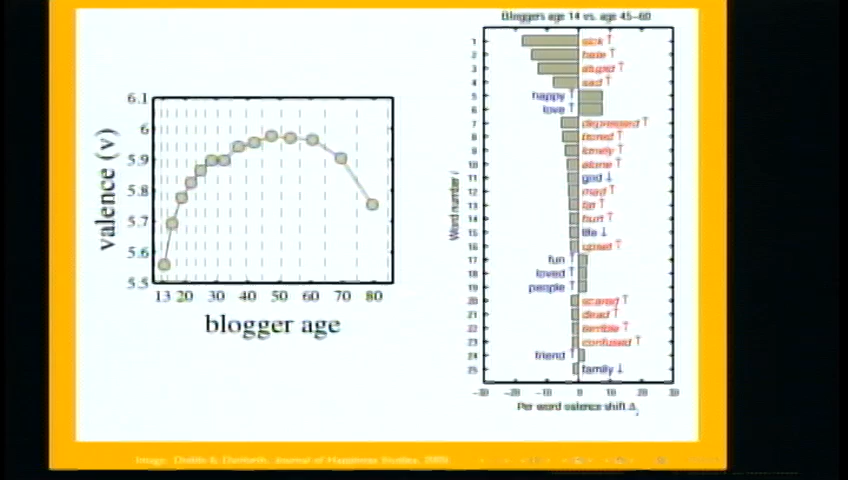 Bloggers age 14 vs. age 45–60
6.1
6
5.9
5.8
5.7
5.6
5.5
13 20 30 40 50 60 70 80
valence (v)
blogger age
1 sick ↑
2 hate ↑
3 stupid ↑
4 sad ↑
5 happy ↑
6 love ↑
7 depressed ↑
8 bored ↑
9 lonely ↑
10 alone ↑
11 god ↓
12 mad ↑
13 fat ↑
14 hurt ↑
15 life ↓
16 upset ↑
17 fun ↑
18 loved ↑
19 people ↑
20 scared ↑
21 dead ↑
22 terrible ↑
23 confused ↑
24 friend ↑
25 family ↓
Word number i
−30 −20 −10 0 10 20 30
Per word valence shift Δ
Image: Dodds & Danforth, Journal of Happiness Studies, 2009